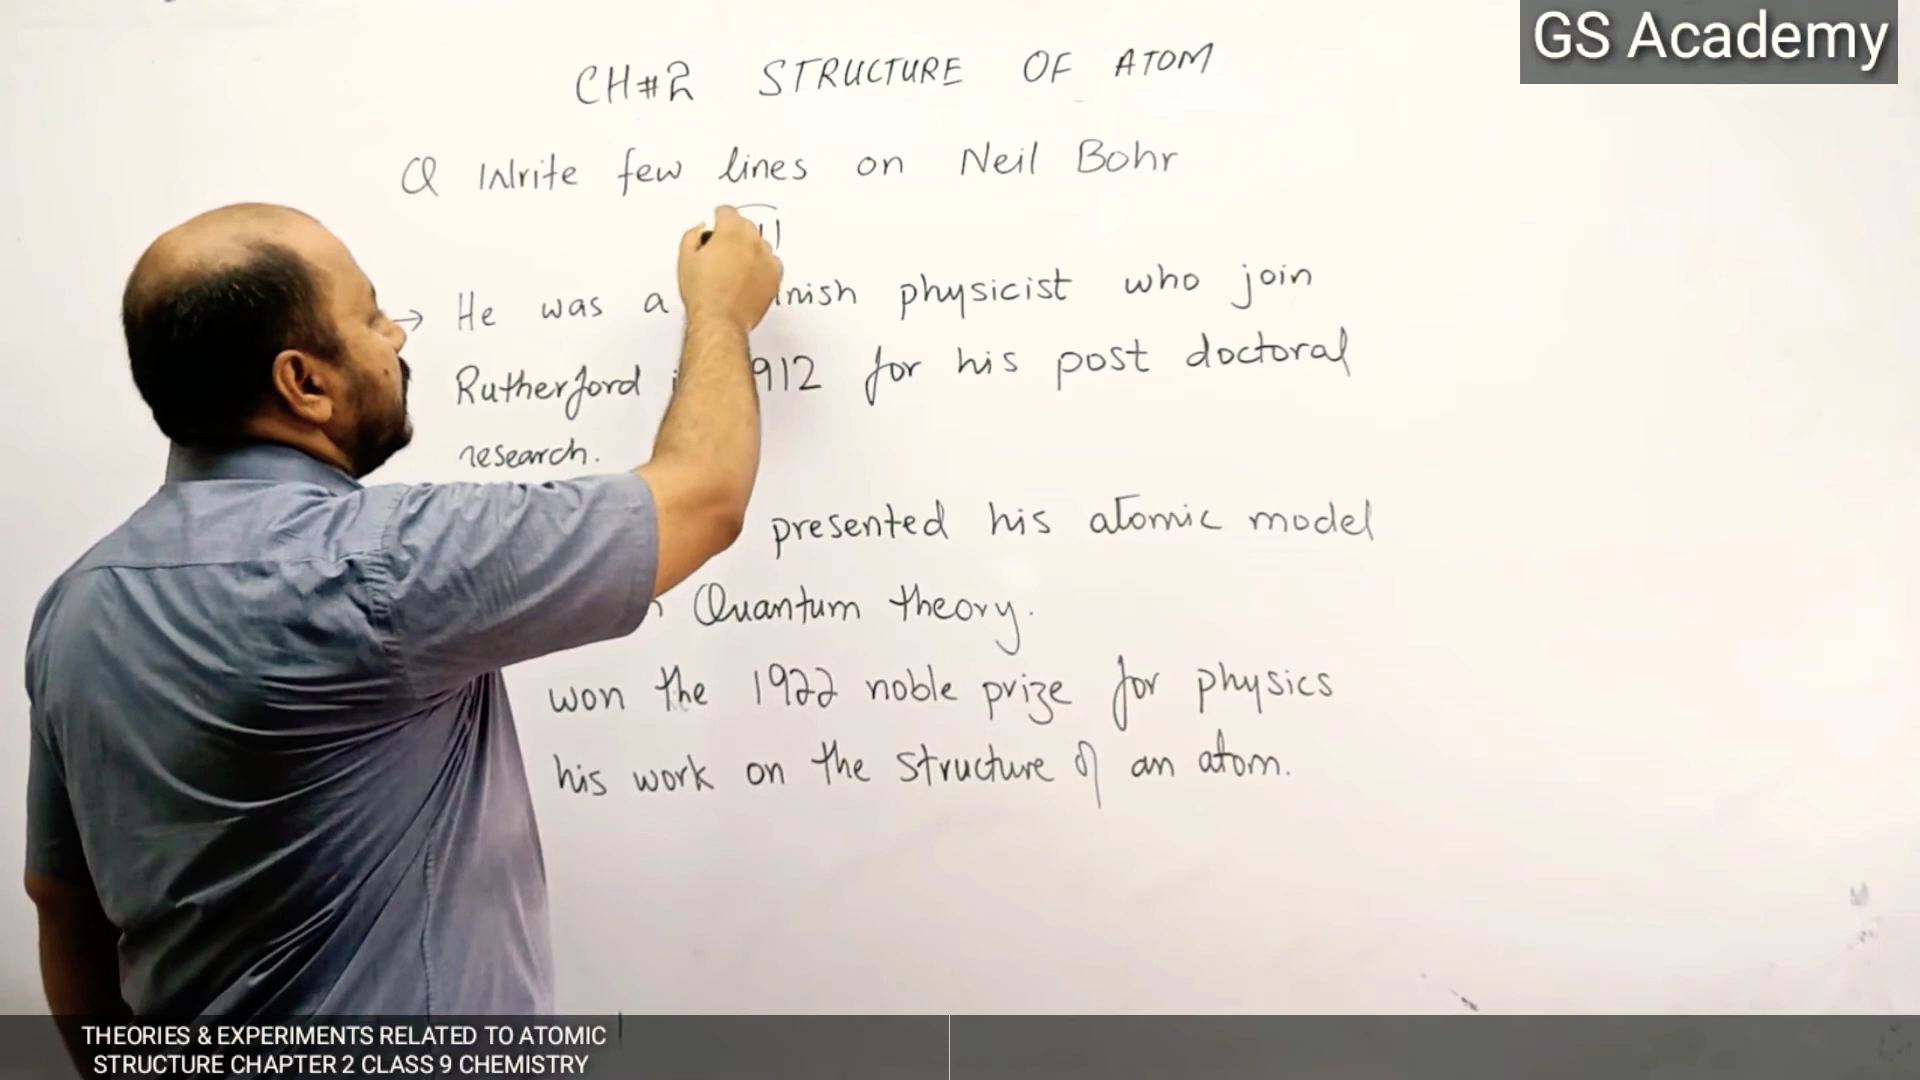 GS Academy
CH#2 STRUCTURE OF ATOM
Q Write few lines on Neil Bohr
→ He was a nish physicist who join
Rutherford 912 for his post doctoral
research.
presented his atomic model
Quantum theory.
won the 1922 noble prize for physics
his work on the structure of an atom.
THEORIES & EXPERIMENTS RELATED TO ATOMIC
STRUCTURE CHAPTER 2 CLASS 9 CHEMISTRY